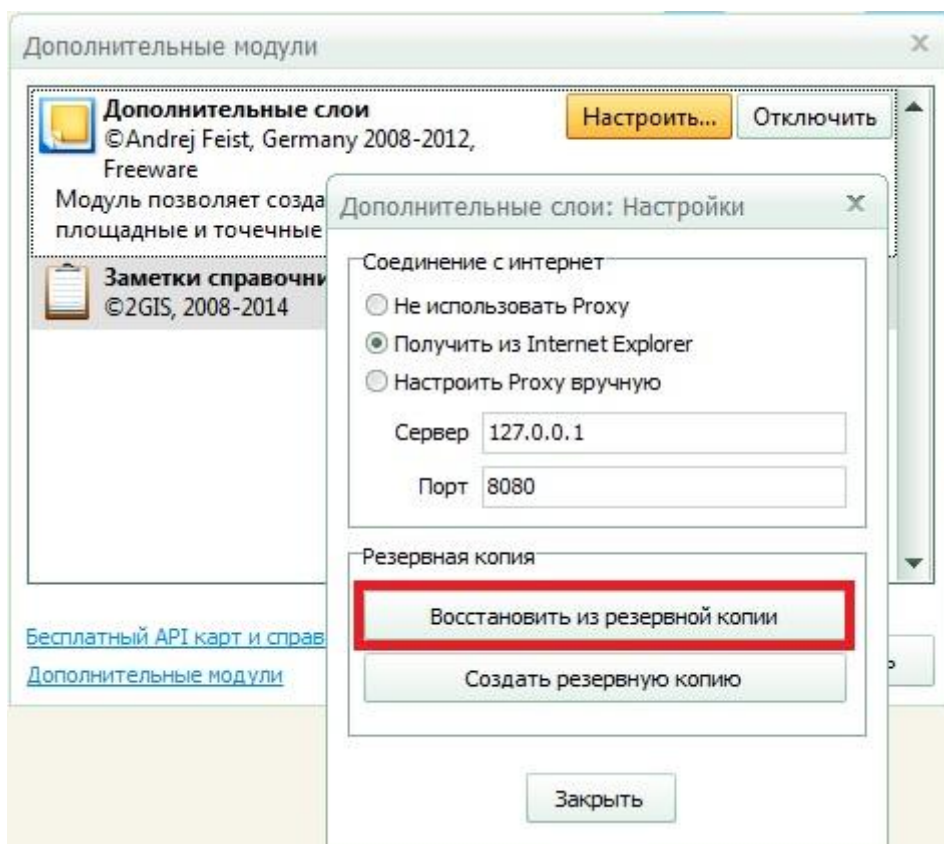 Дополнительные модули
Дополнительные слои
©Andrej Feist, Germany 2008-2012,
Freeware
Настроить...
Отключить
Модуль позволяет созда
площадные и точечные
Заметки справочни
©2GIS, 2008-2014
Бесплатный API карт и справ
Дополнительные модули
Дополнительные слои: Настройки
Соединение с интернет
Не использовать Proxy
Получить из Internet Explorer
Настроить Proxy вручную
Сервер 127.0.0.1
Порт 8080
Резервная копия
Восстановить из резервной копии
Создать резервную копию
Закрыть